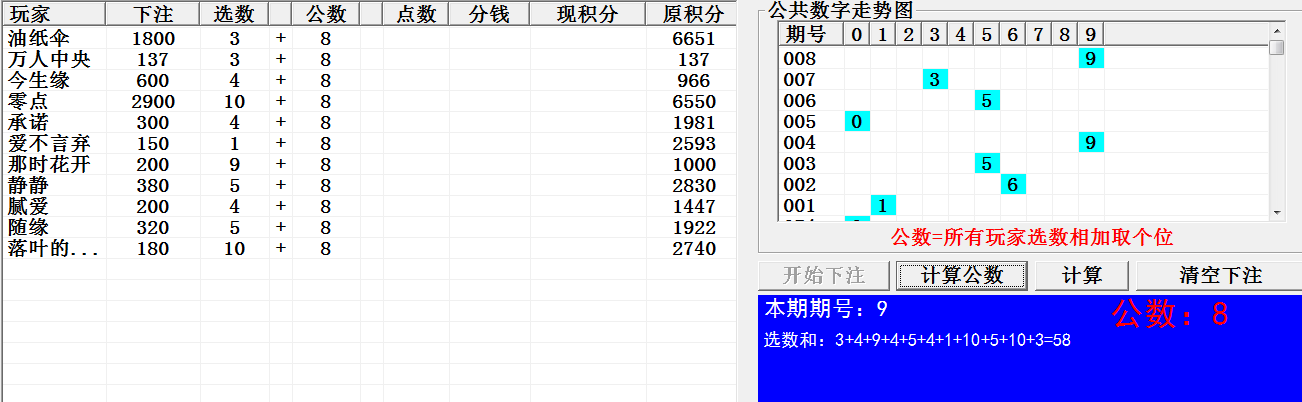 玩家 下注 选数 公数 点数 分钱 现积分 原积分
油纸伞 1800 3 + 8 6651
万人中央 137 3 + 8 137
今生缘 600 4 + 8 966
零点 2900 10 + 8 6550
承诺 300 4 + 8 1981
爱不言弃 150 1 + 8 2593
那时花开 200 9 + 8 1000
静静 380 5 + 8 2830
腻爱 200 4 + 8 1447
随缘 320 5 + 8 1922
落叶的... 180 10 + 8 2740
公共数字走势图
期号 0 1 2 3 4 5 6 7 8 9
008 9
007 3
006 5
005 0
004 9
003 5
002 6
001 1
公数=所有玩家选数相加取个位
开始下注 计算公数 计算 清空下注
本期期号：9
公数：8
选数和：3+4+9+4+5+4+1+10+5+10+3=58